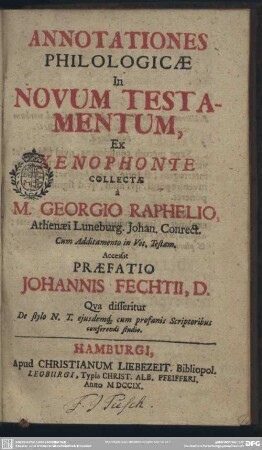 ANNOTATIONES
PHILOLOGICÆ
In
NOVUM TESTA-
MENTUM,
Ex
XENOPHONTE
COLLECTÆ
A
M. GEORGIO RAPHELIO,
Athenæi Luneburg. Johan. Conrect.
Cum Additamento in Vet. Testam.
Accessit
PRÆFATIO
JOHANNIS FECHTII, D.
Qva disseritur
De stylo N. T. ejusdemq; cum profanis Scriptoribus
conferendi studio.
HAMBURGI,
Apud CHRISTIANUM LIEBEZEIT. Bibliopol.
LEOBURGI, Typis CHRIST. ALB. PFEIFFERI,
Anno MDCCIX.